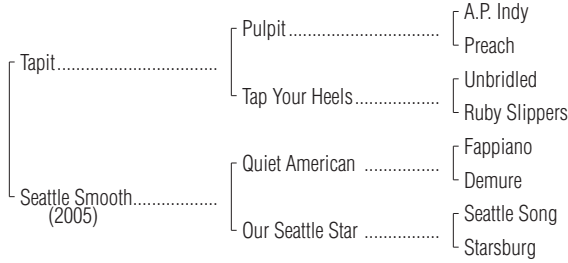 A.P. Indy
Pulpit
Preach
Tapit
Unbridled
Tap Your Heels
Ruby Slippers
Fappiano
Quiet American
Demure
Seattle Smooth
(2005)
Seattle Song
Our Seattle Star
Starsburg